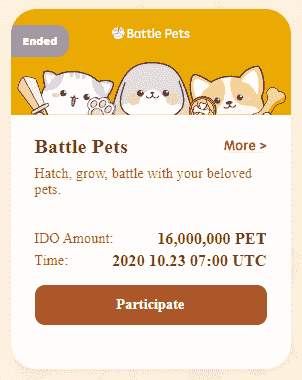 Ended
Battle Pets
Battle Pets
More >
Hatch, grow, battle with your beloved
pets.
IDO Amount: 16,000,000 PET
Time: 2020 10.23 07:00 UTC
Participate